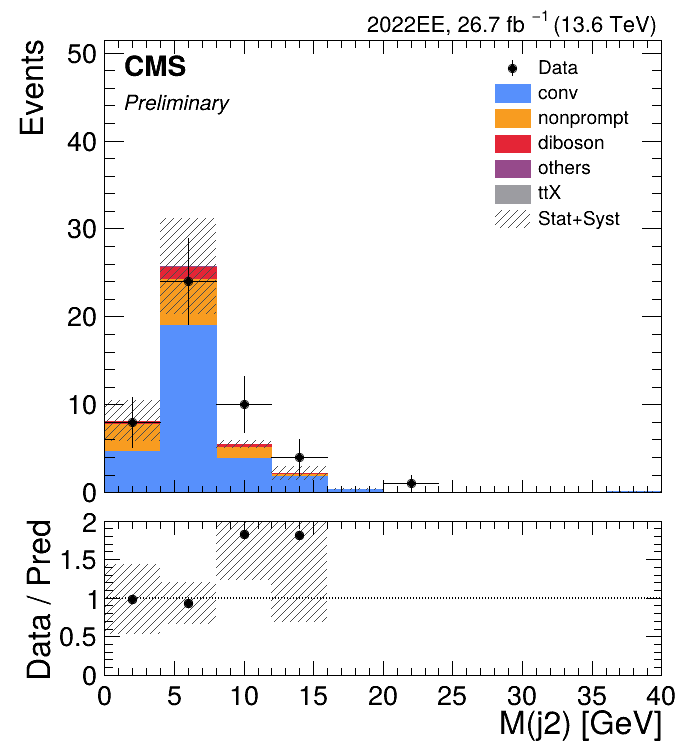 2022EE, 26.7 fb⁻¹ (13.6 TeV)
CMS
Preliminary
Events
50
40
30
20
10
0
Data
conv
nonprompt
diboson
others
ttX
Stat+Syst
Data / Pred
2
1.5
1
0.5
0
0 5 10 15 20 25 30 35 40
M(j2) [GeV]